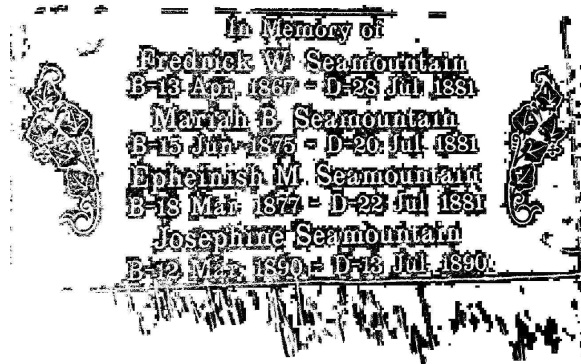 In Memory of
Fredrick W. Seamountain
B-13 Apr. 1867 - D-28 Jul. 1881
Mariah B. Seamountain
B-15 Jun. 1875 - D-20 Jul. 1881
Epheinish M. Seamountain
B-18 Mar. 1877 - D-22 Jul 1881
Josephine Seamountain
B-12 Mar. 1890 - D-13 Jul. 1890